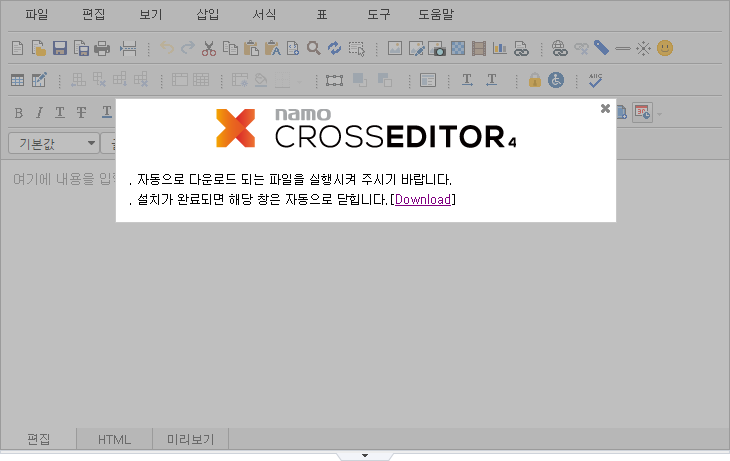 파일 편집 보기 삽입 서식 표 도구 도움말
B I T T
ABC
기본값
namo
CROSSEDITOR 4
. 자동으로 다운로드 되는 파일을 실행시켜 주시기 바랍니다.
. 설치가 완료되면 해당 창은 자동으로 닫힙니다.[Download]
여기에 내용을 입
편집 HTML 미리보기